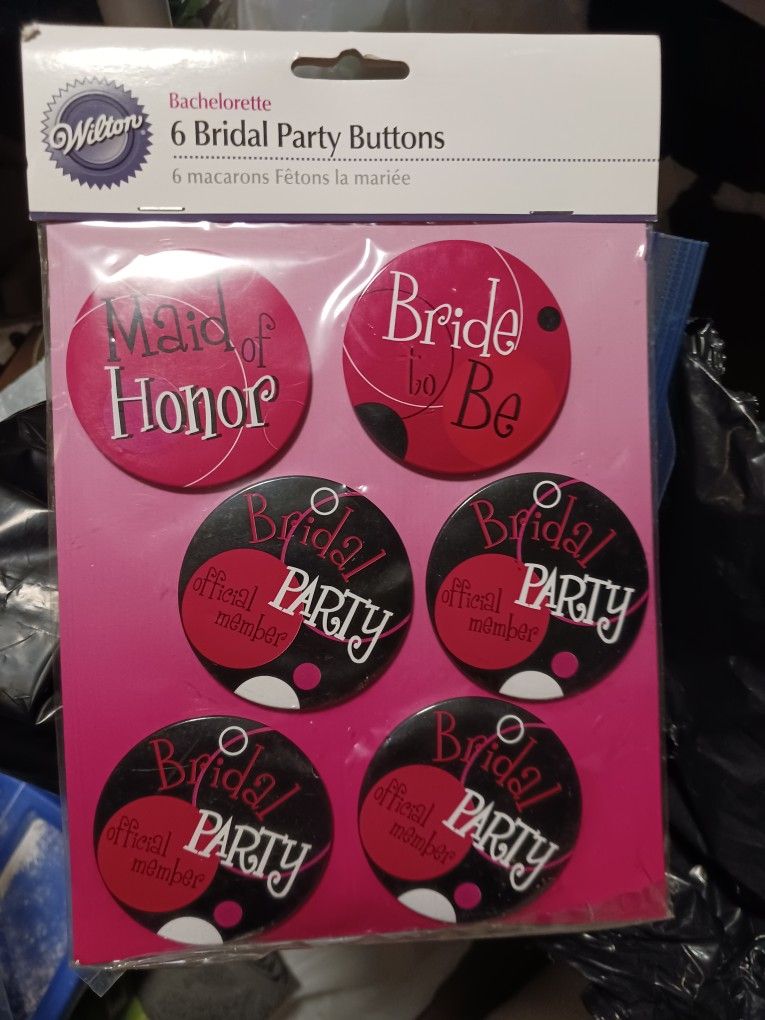 Wilton
Bachelorette
6 Bridal Party Buttons
6 macarons Fêtons la mariée
Maid of
Honor
Bride
to Be
Bridal
PARTY
official
member
Bridal
PARTY
official
member
Bridal
PARTY
official
member
Bridal
PARTY
official
member